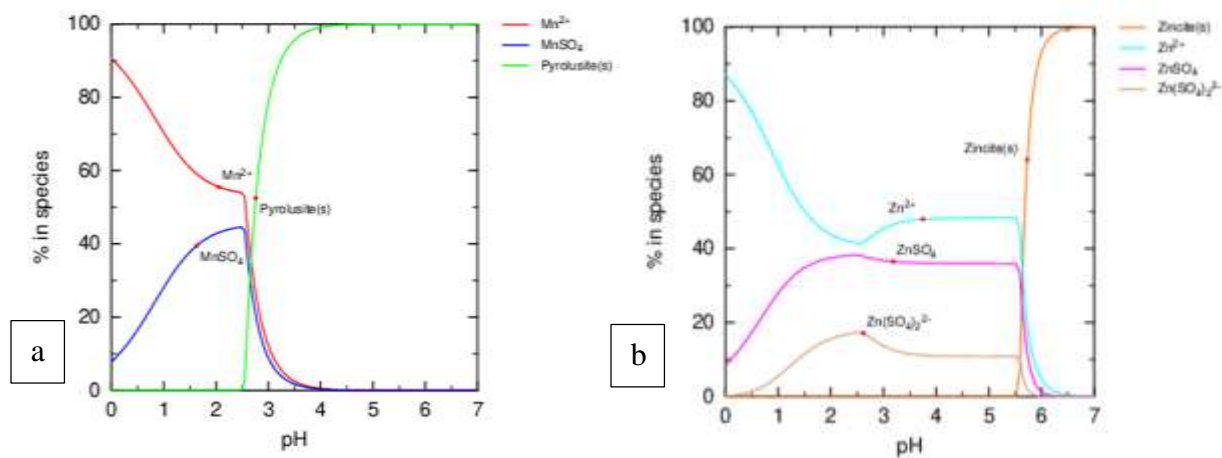 100
80
60
40
20
0
% in species
0 1 2 3 4 5 6 7
pH
Mn²⁺
MnSO₄
Pyrolusite(s)
Mn²⁺
Pyrolusite(s)
MnSO₄
a
100
80
60
40
20
0
% in species
0 1 2 3 4 5 6 7
pH
Zincite(s)
Zn²⁺
ZnSO₄
Zn(SO₄)₂²⁻
Zincite(s)
Zn²⁺
ZnSO₄
Zn(SO₄)₂²⁻
b